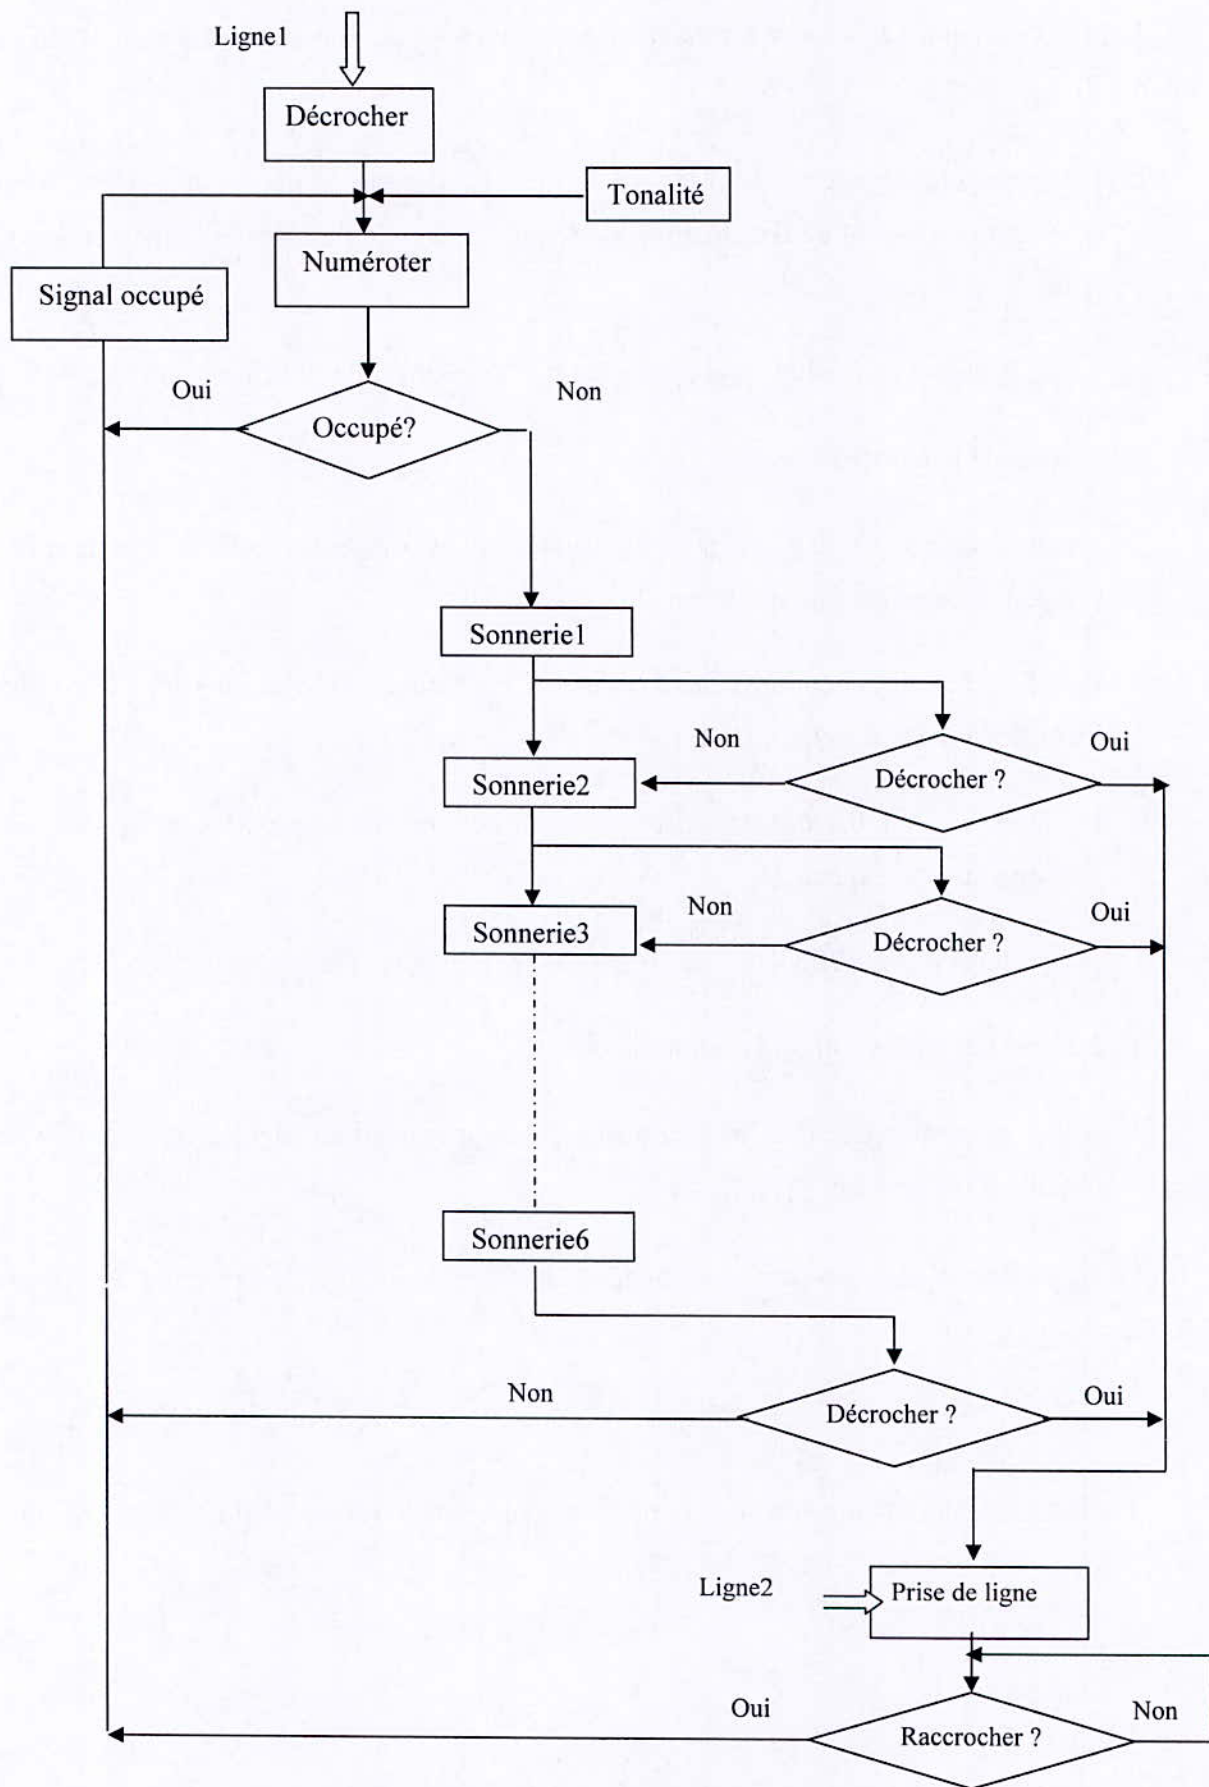 Ligne1
Décrocher
Tonalité
Numéroter
Signal occupé
Oui
Non
Occupé?
Sonnerie1
Non
Oui
Décrocher ?
Sonnerie2
Non
Oui
Sonnerie3
Décrocher ?
Sonnerie6
Non
Oui
Décrocher ?
Ligne2
Prise de ligne
Oui
Non
Raccrocher ?